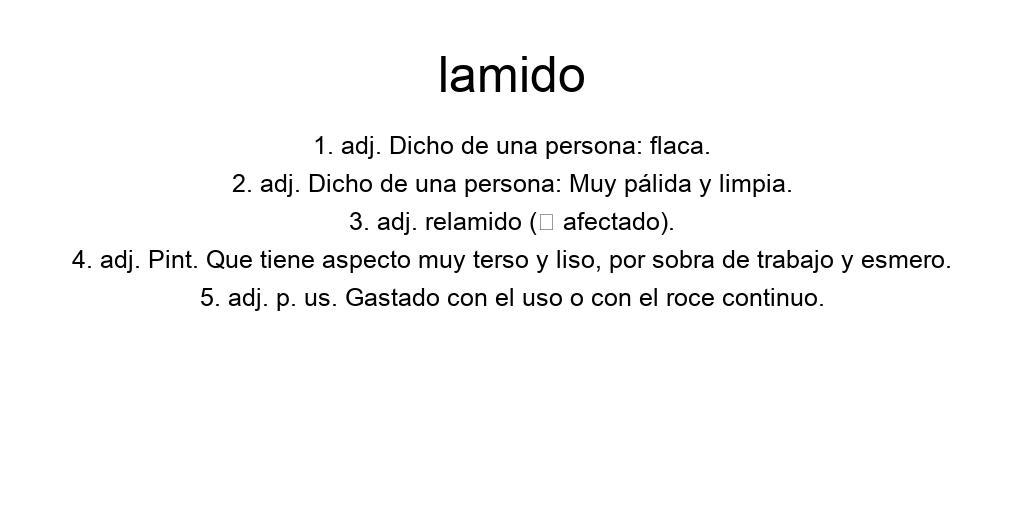 lamido
1. adj. Dicho de una persona: flaca.
2. adj. Dicho de una persona: Muy pálida y limpia.
3. adj. relamido (□ afectado).
4. adj. Pint. Que tiene aspecto muy terso y liso, por sobra de trabajo y esmero.
5. adj. p. us. Gastado con el uso o con el roce continuo.